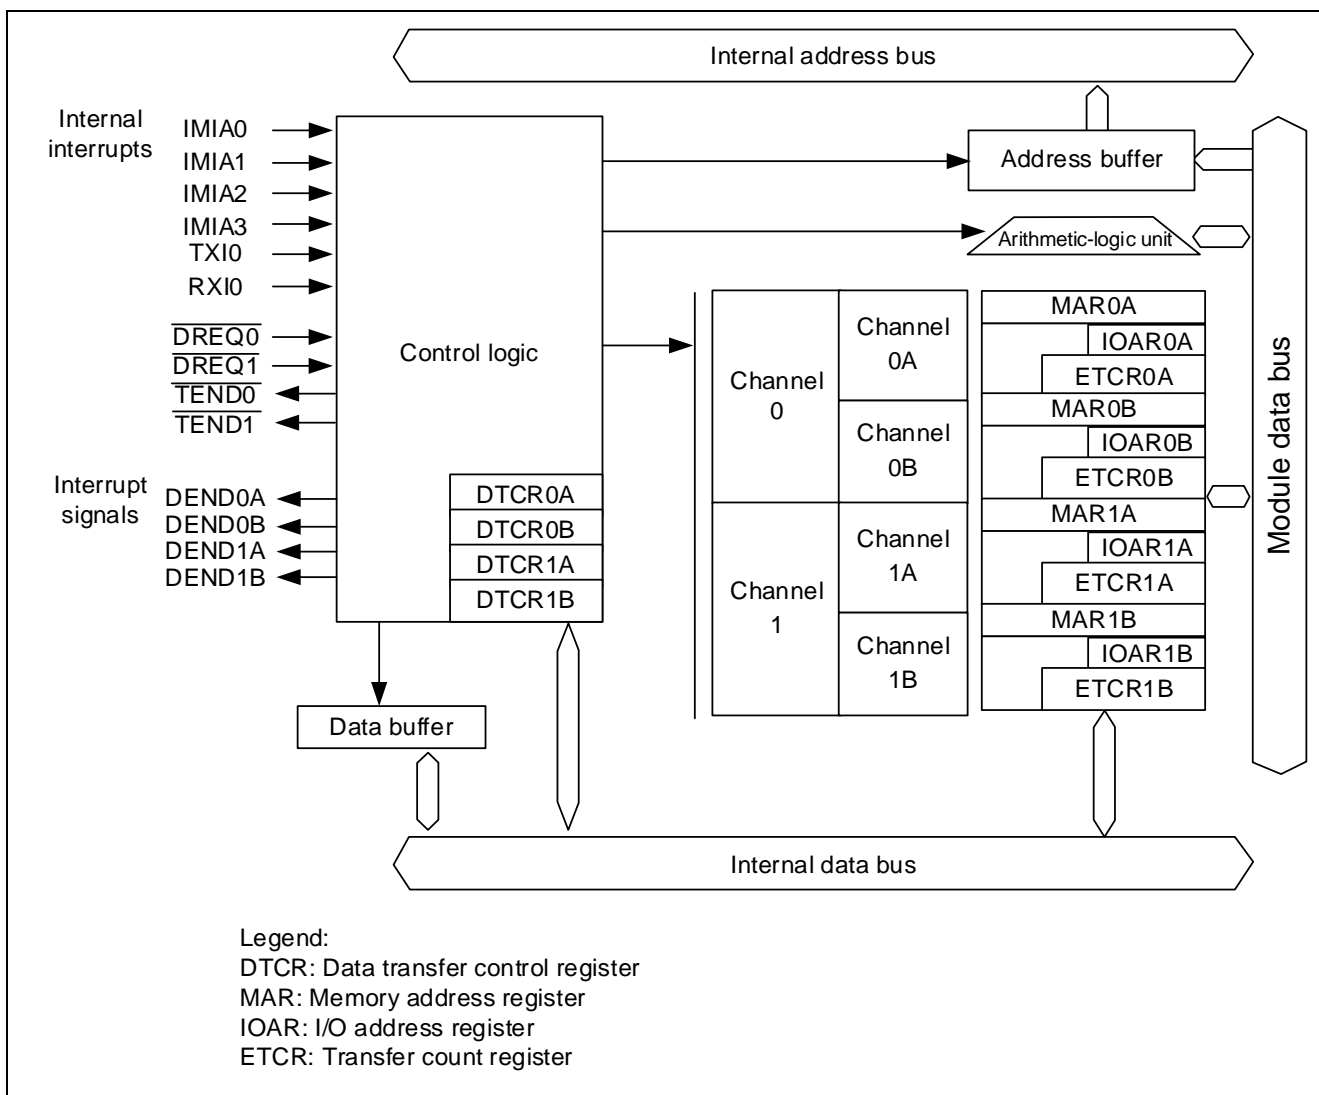 Internal address bus
Internal
interrupts
IMIA0
IMIA1
IMIA2
IMIA3
TXI0
RXI0
DREQ0
DREQ1
TEND0
TEND1
Interrupt
signals
DEND0A
DEND0B
DEND1A
DEND1B
Control logic
DTCR0A
DTCR0B
DTCR1A
DTCR1B
Data buffer
Address buffer
Arithmetic-logic unit
Channel
0
Channel
1
Channel
0A
Channel
0B
Channel
1A
Channel
1B
MAR0A
IOAR0A
ETCR0A
MAR0B
IOAR0B
ETCR0B
MAR1A
IOAR1A
ETCR1A
MAR1B
IOAR1B
ETCR1B
Module data bus
Internal data bus
Legend:
DTCR: Data transfer control register
MAR: Memory address register
IOAR: I/O address register
ETCR: Transfer count register